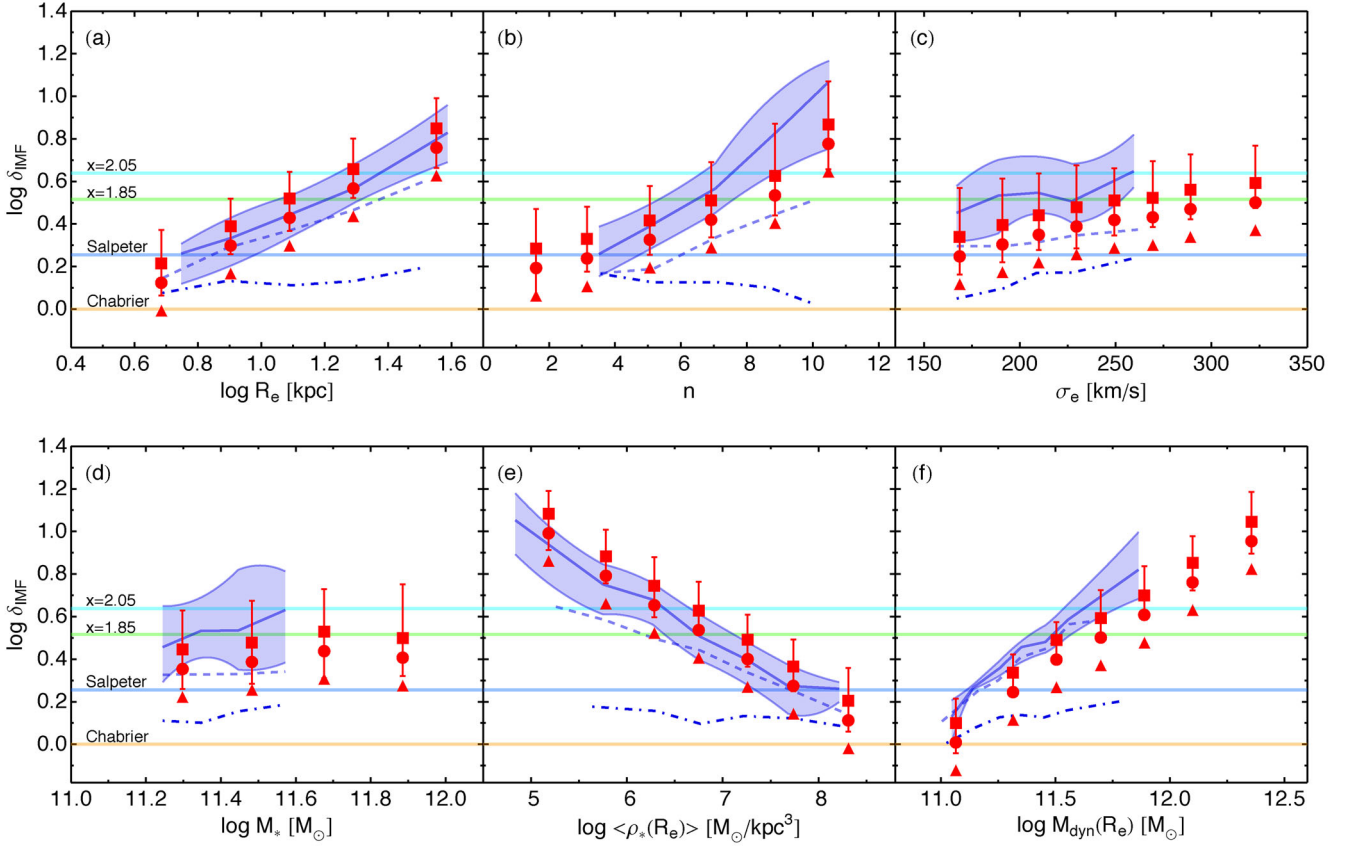 (a)
(b)
(c)
1.4
1.2
1.0
0.8
0.6
0.4
0.2
0.0
log δIMF
x=2.05
x=1.85
Salpeter
Chabrier
0.4 0.6 0.8 1.0 1.2 1.4 1.6
0 2 4 6 8 10 12
150 200 250 300 350
log Re [kpc]
n
σe [km/s]
(d)
(e)
(f)
1.4
1.2
1.0
0.8
0.6
0.4
0.2
0.0
log δIMF
x=2.05
x=1.85
Salpeter
Chabrier
11.0 11.2 11.4 11.6 11.8 12.0
5 6 7 8
11.0 11.5 12.0 12.5
log M* [M⊙]
log <ρ*(Re)> [M⊙/kpc³]
log Mdyn(Re) [M⊙]